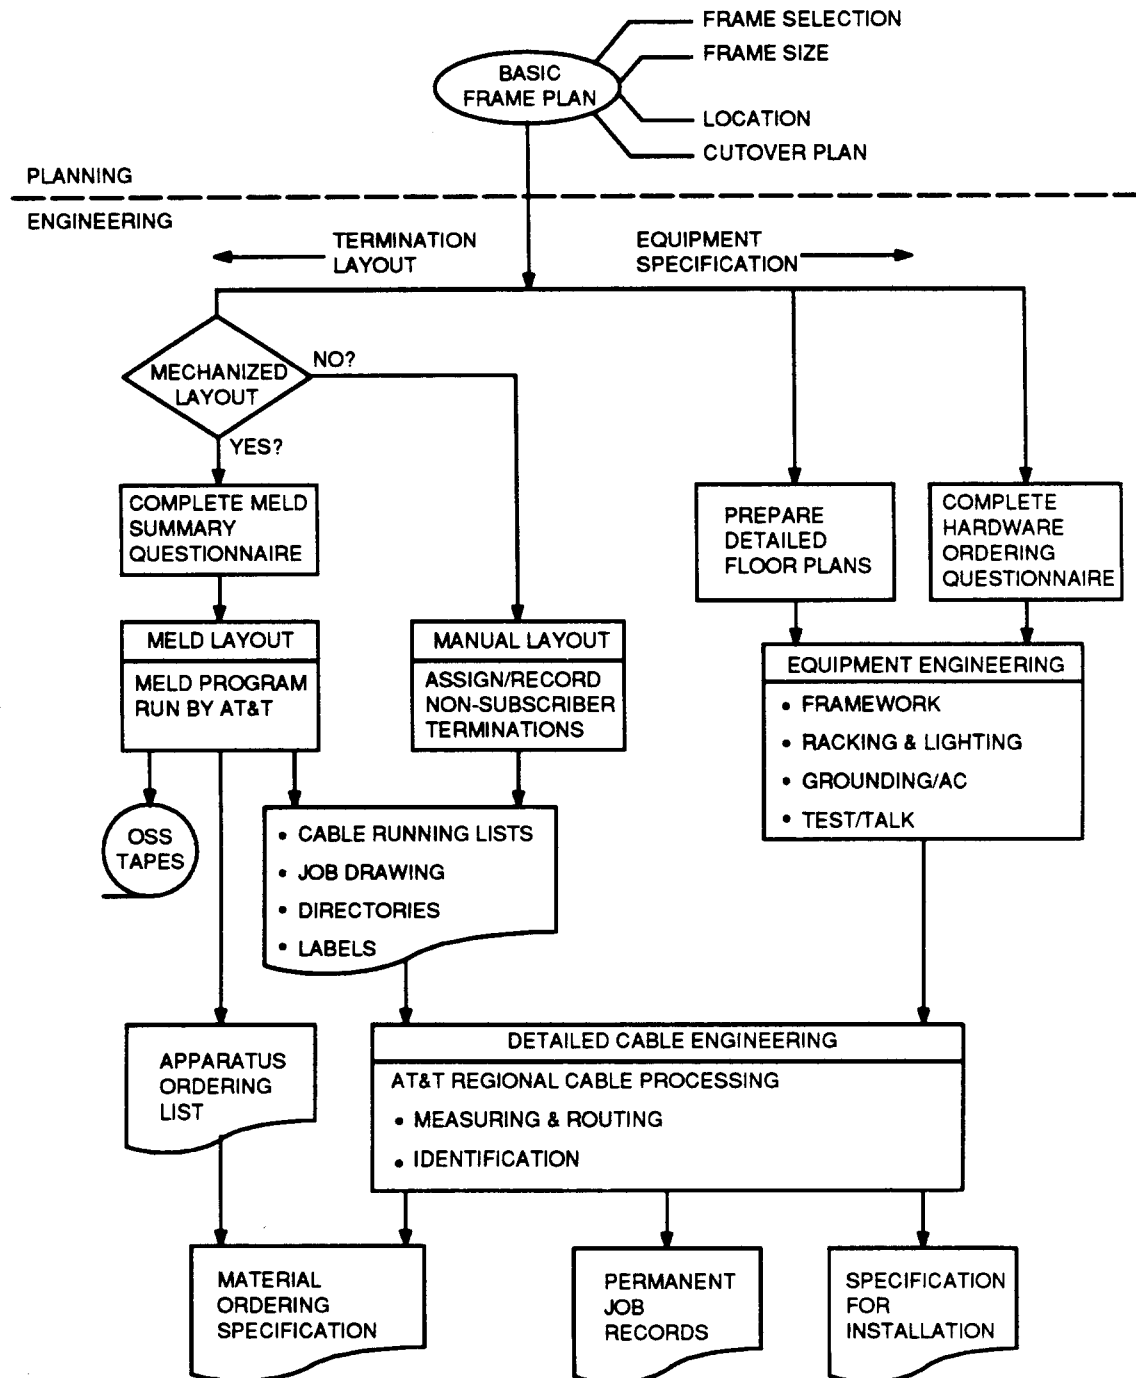 FRAME SELECTION
FRAME SIZE
BASIC
FRAME PLAN
LOCATION
CUTOVER PLAN
PLANNING
ENGINEERING
TERMINATION
LAYOUT
EQUIPMENT
SPECIFICATION
NO?
MECHANIZED
LAYOUT
YES?
COMPLETE MELD
SUMMARY
QUESTIONNAIRE
PREPARE
DETAILED
FLOOR PLANS
COMPLETE
HARDWARE
ORDERING
QUESTIONNAIRE
MELD LAYOUT
MELD PROGRAM
RUN BY AT&T
MANUAL LAYOUT
ASSIGN/RECORD
NON-SUBSCRIBER
TERMINATIONS
EQUIPMENT ENGINEERING
• FRAMEWORK
• RACKING & LIGHTING
• GROUNDING/AC
• TEST/TALK
OSS
TAPES
• CABLE RUNNING LISTS
• JOB DRAWING
• DIRECTORIES
• LABELS
APPARATUS
ORDERING
LIST
DETAILED CABLE ENGINEERING
AT&T REGIONAL CABLE PROCESSING
• MEASURING & ROUTING
• IDENTIFICATION
MATERIAL
ORDERING
SPECIFICATION
PERMANENT
JOB
RECORDS
SPECIFICATION
FOR
INSTALLATION